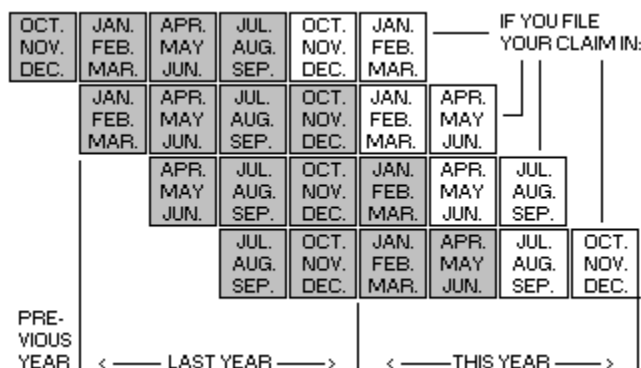 OCT. JAN. APR. JUL. OCT. JAN. IF YOU FILE
NOV. FEB. MAY AUG. NOV. FEB. YOUR CLAIM IN:
DEC. MAR. JUN. SEP. DEC. MAR.
JAN. APR. JUL. OCT. JAN. APR.
FEB. MAY AUG. NOV. FEB. MAY
MAR. JUN. SEP. DEC. MAR. JUN.
APR. JUL. OCT. JAN. APR. JUL.
MAY AUG. NOV. FEB. MAY AUG.
JUN. SEP. DEC. MAR. JUN. SEP.
JUL. OCT. JAN. APR. JUL. OCT.
AUG. NOV. FEB. MAY AUG. NOV.
SEP. DEC. MAR. JUN. SEP. DEC.
PRE-
VIOUS
YEAR < LAST YEAR > < THIS YEAR >